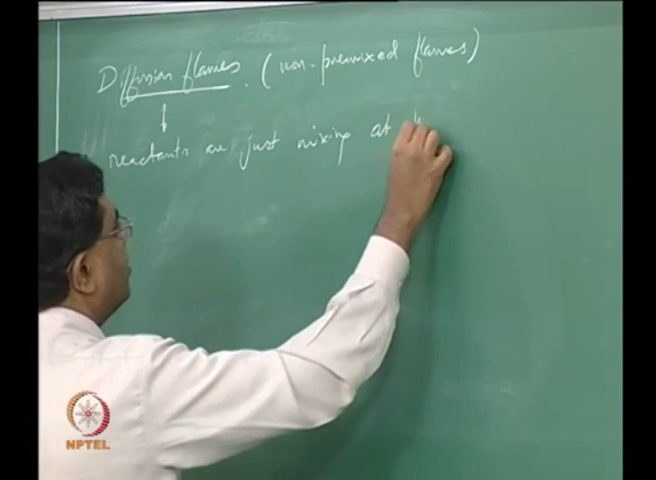 Diffusion flames. (non-premixed flames)
reactants are just mixing at
NPTEL